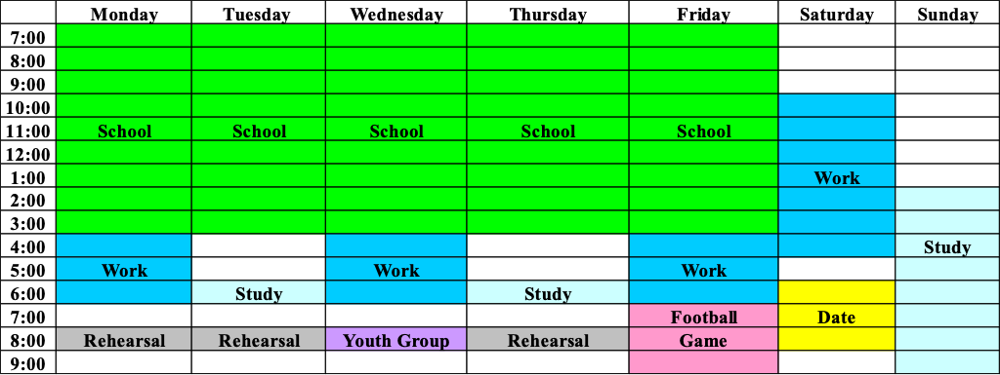 Monday Tuesday Wednesday Thursday Friday Saturday Sunday
7:00
8:00
9:00
10:00
11:00 School School School School School
12:00
1:00 Work
2:00
3:00
4:00 Study
5:00 Work Work Work
6:00 Study Study
7:00 Football Date
8:00 Rehearsal Rehearsal Youth Group Rehearsal Game
9:00